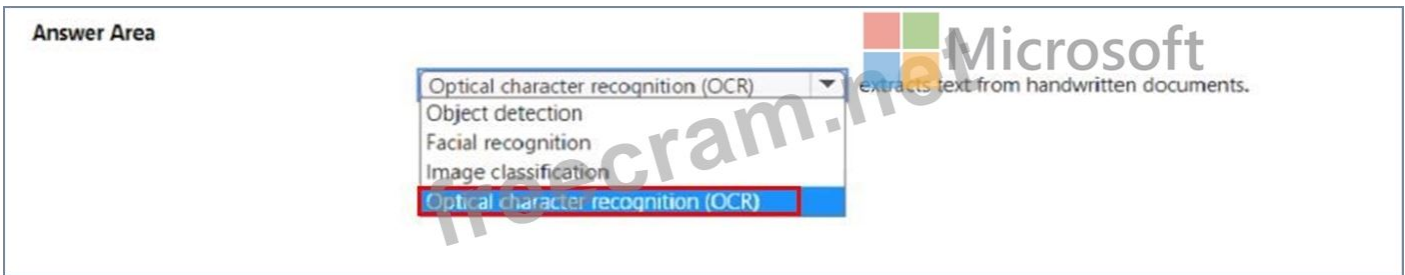 Answer Area
Microsoft
Optical character recognition (OCR) extracts text from handwritten documents.
Object detection
Facial recognition
Image classification
Optical character recognition (OCR)
freecram.net